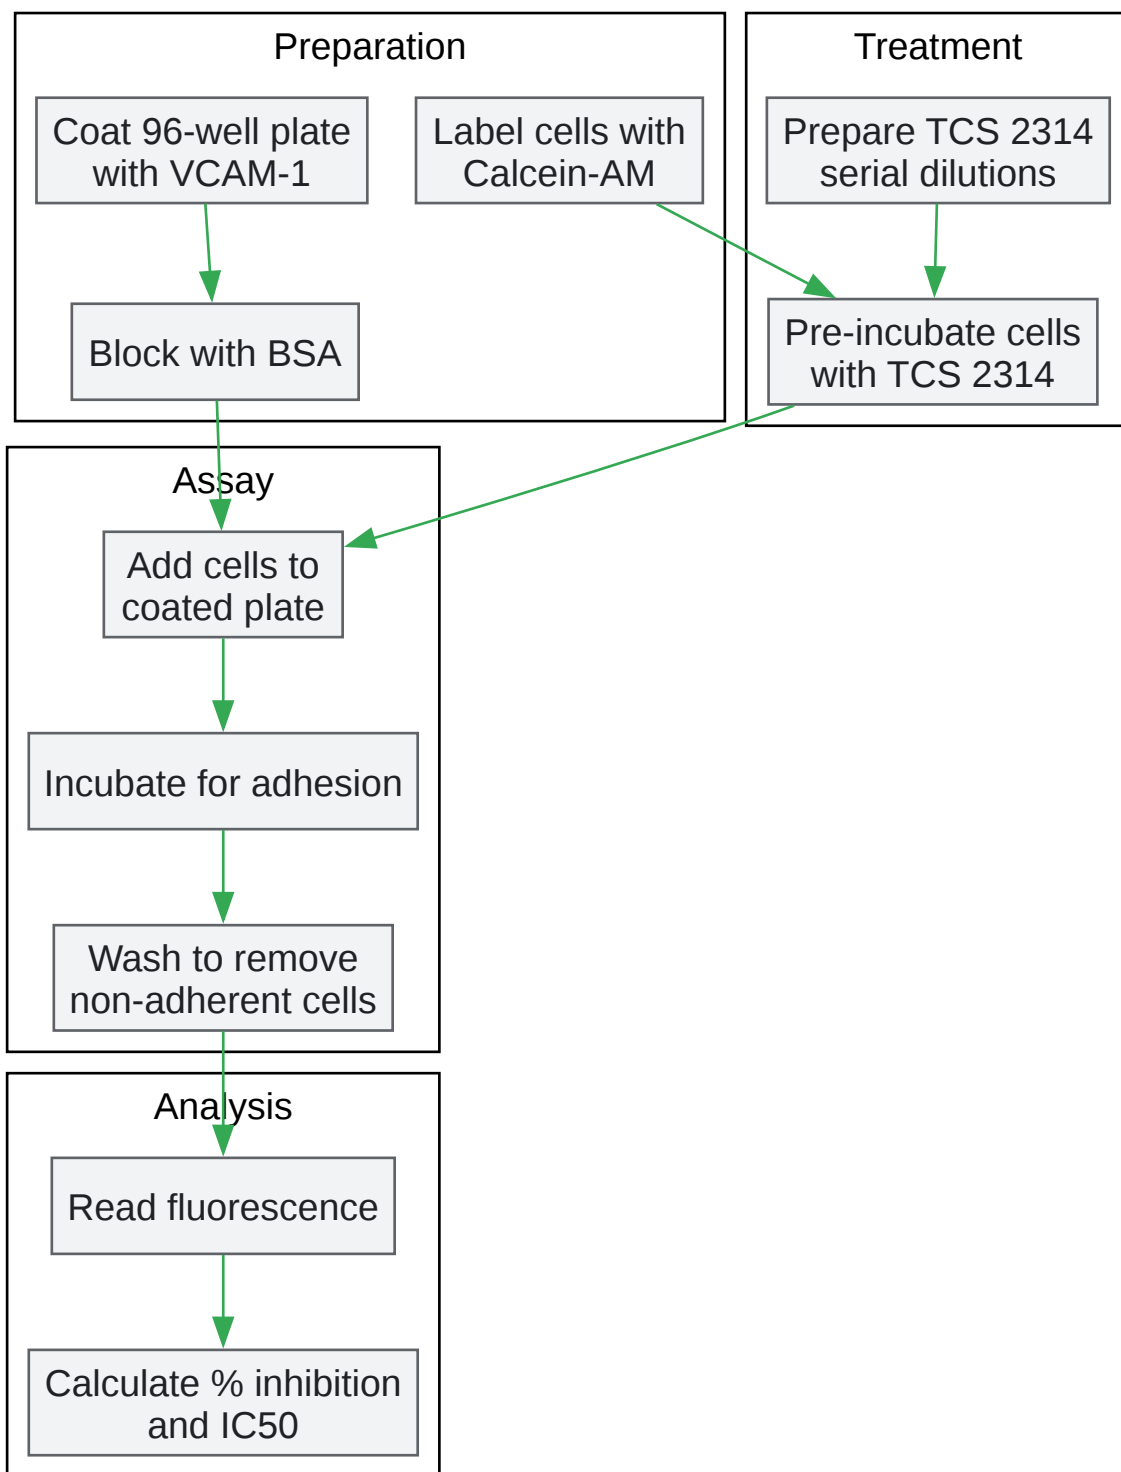 Preparation
Coat 96-well plate
with VCAM-1
Label cells with
Calcein-AM
Block with BSA
Treatment
Prepare TCS 2314
serial dilutions
Pre-incubate cells
with TCS 2314
Assay
Add cells to
coated plate
Incubate for adhesion
Wash to remove
non-adherent cells
Analysis
Read fluorescence
Calculate % inhibition
and IC50